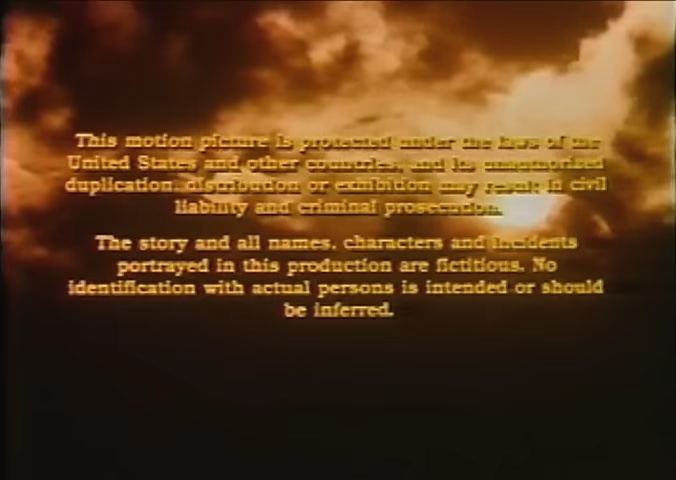 This motion picture is protected under the laws of the
United States and other countries, and its unauthorised
duplication, distribution or exhibition may result in civil
liability and criminal prosecution.
The story and all names, characters and incidents
portrayed in this production are fictitious. No
identification with actual persons is intended or should
be inferred.